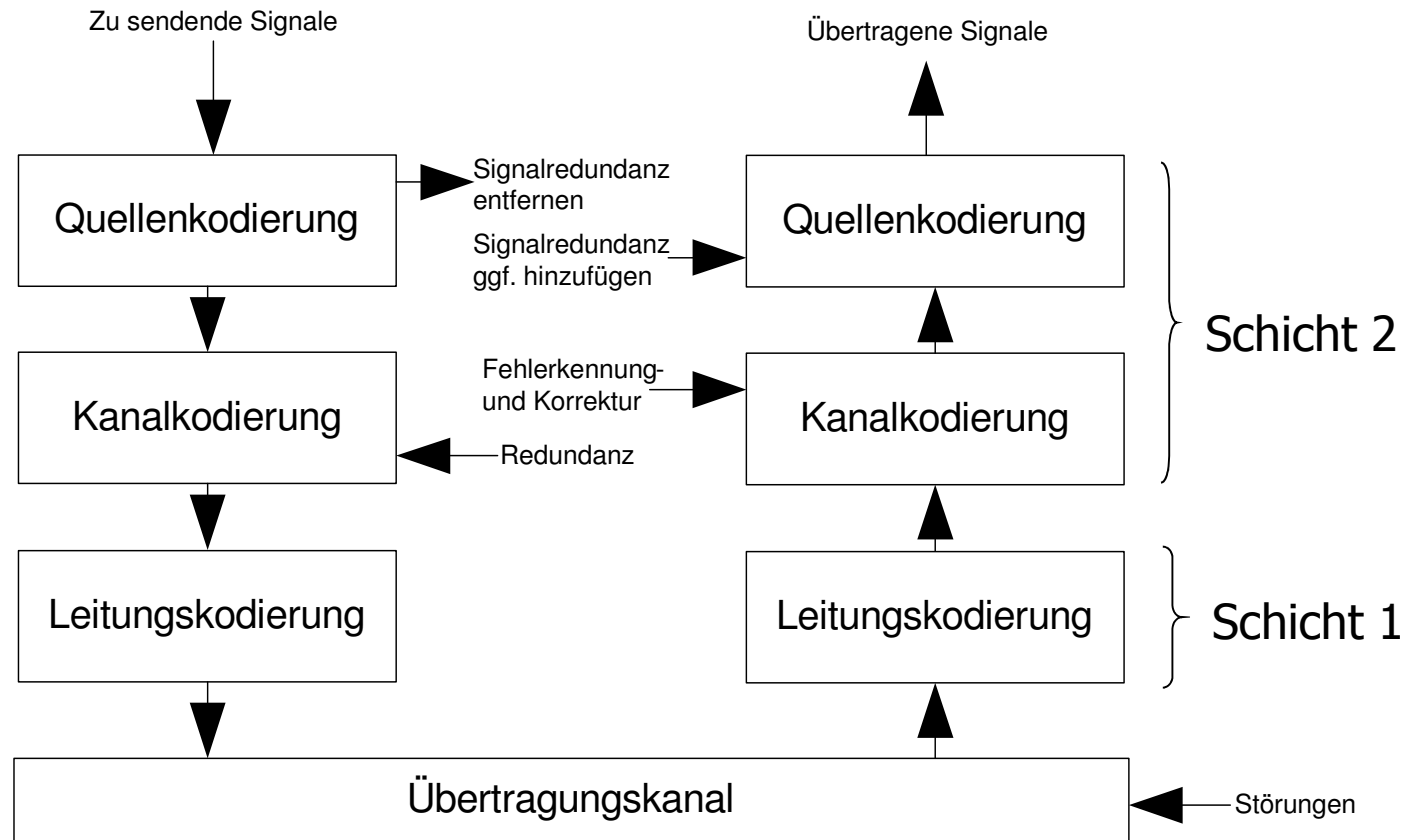 Zu sendende Signale
Übertragene Signale
Quellenkodierung
Signalredundanz
entfernen
Signalredundanz
ggf. hinzufügen
Quellenkodierung
Schicht 2
Kanalkodierung
Fehlerkennung-
und Korrektur
Redundanz
Kanalkodierung
Leitungskodierung
Leitungskodierung
Schicht 1
Übertragungskanal
Störungen